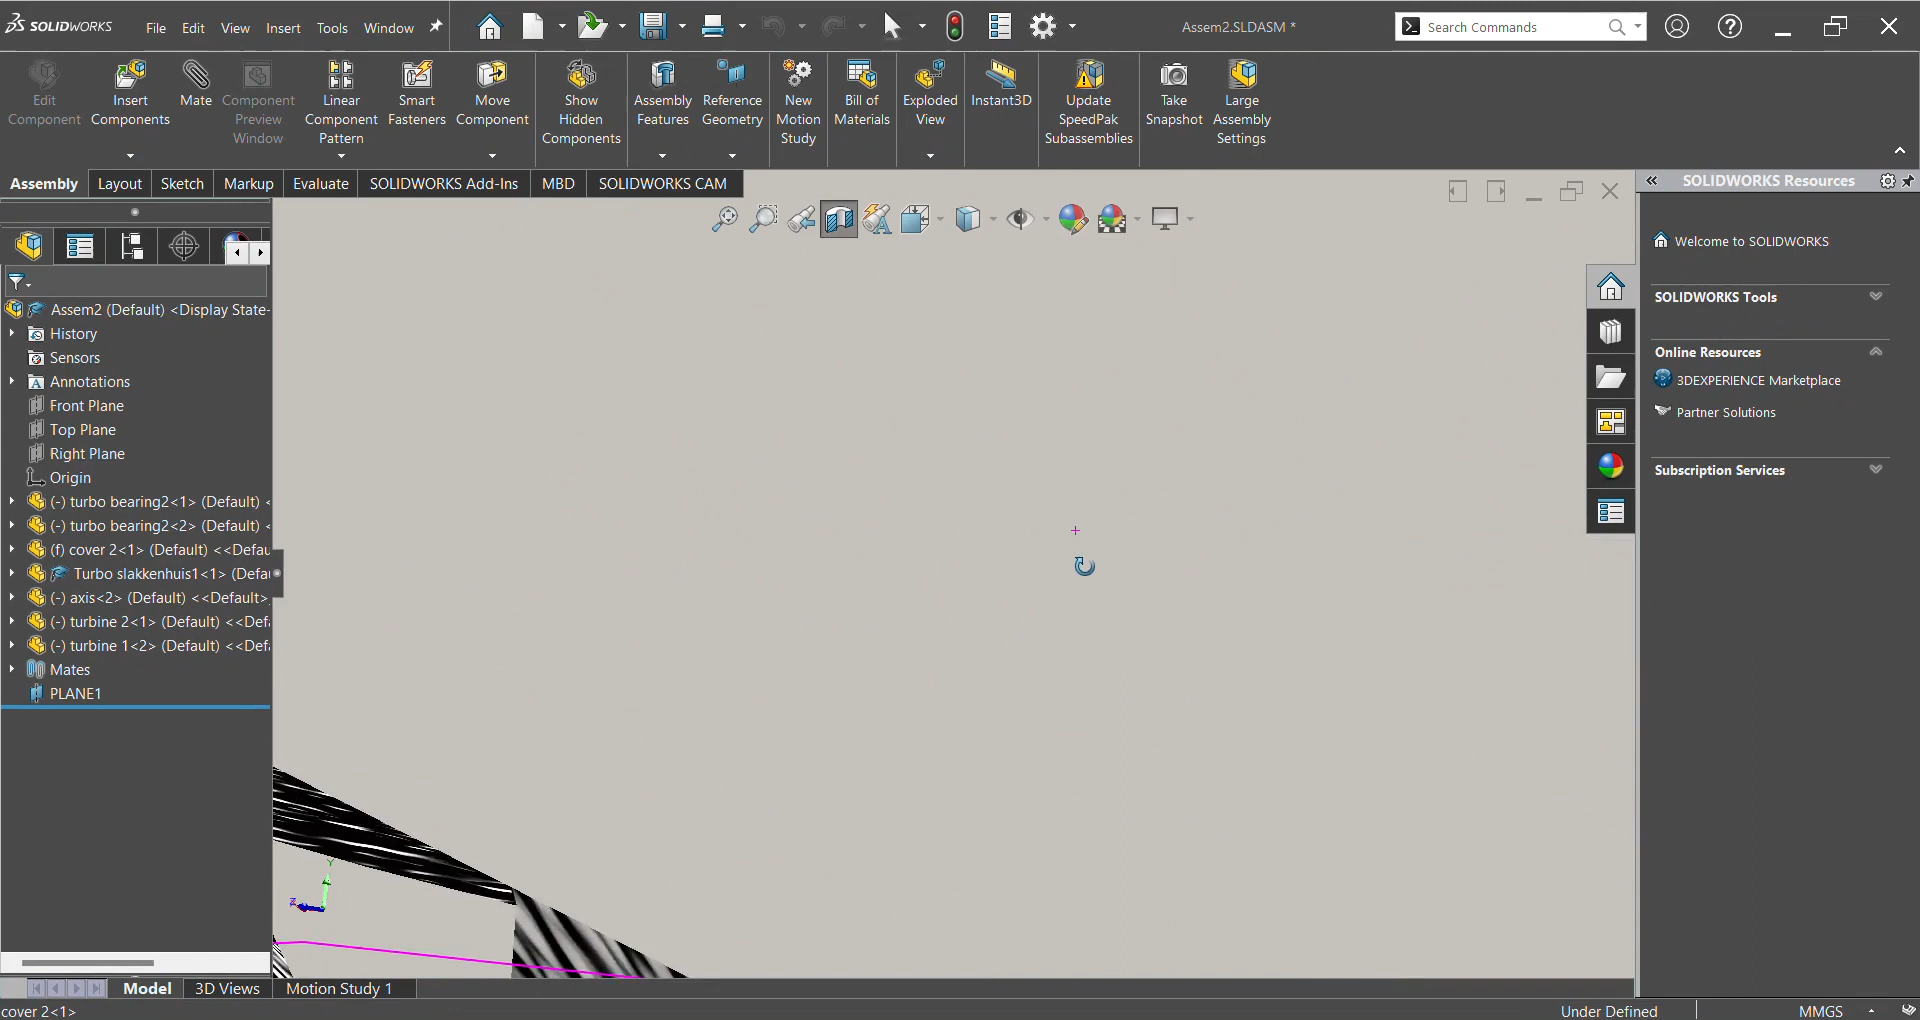 SOLIDWORKS
File Edit View Insert Tools Window
Assem2.SLDASM *
Search Commands
Edit Component
Insert Components
Mate
Component Preview Window
Linear Component Pattern
Smart Fasteners
Move Component
Show Hidden Components
Assembly Features
Reference Geometry
New Motion Study
Bill of Materials
Exploded View
Instant3D
Update SpeedPak Subassemblies
Take Snapshot
Large Assembly Settings
Assembly Layout Sketch Markup Evaluate SOLIDWORKS Add-Ins MBD SOLIDWORKS CAM
Assem2 (Default) <Display State-
History
Sensors
Annotations
Front Plane
Top Plane
Right Plane
Origin
(-) turbo bearing2<1> (Default) <
(-) turbo bearing2<2> (Default) <
(f) cover 2<1> (Default) <<Defau
Turbo slakkenhuis1<1> (Defau
(-) axis<2> (Default) <<Default>
(-) turbine 2<1> (Default) <<Def
(-) turbine 1<2> (Default) <<Defa
Mates
PLANE1
Y
Z
SOLIDWORKS Resources
Welcome to SOLIDWORKS
SOLIDWORKS Tools
Online Resources
3DEXPERIENCE Marketplace
Partner Solutions
Subscription Services
Model 3D Views Motion Study 1
cover 2<1>
Under Defined
MMGS